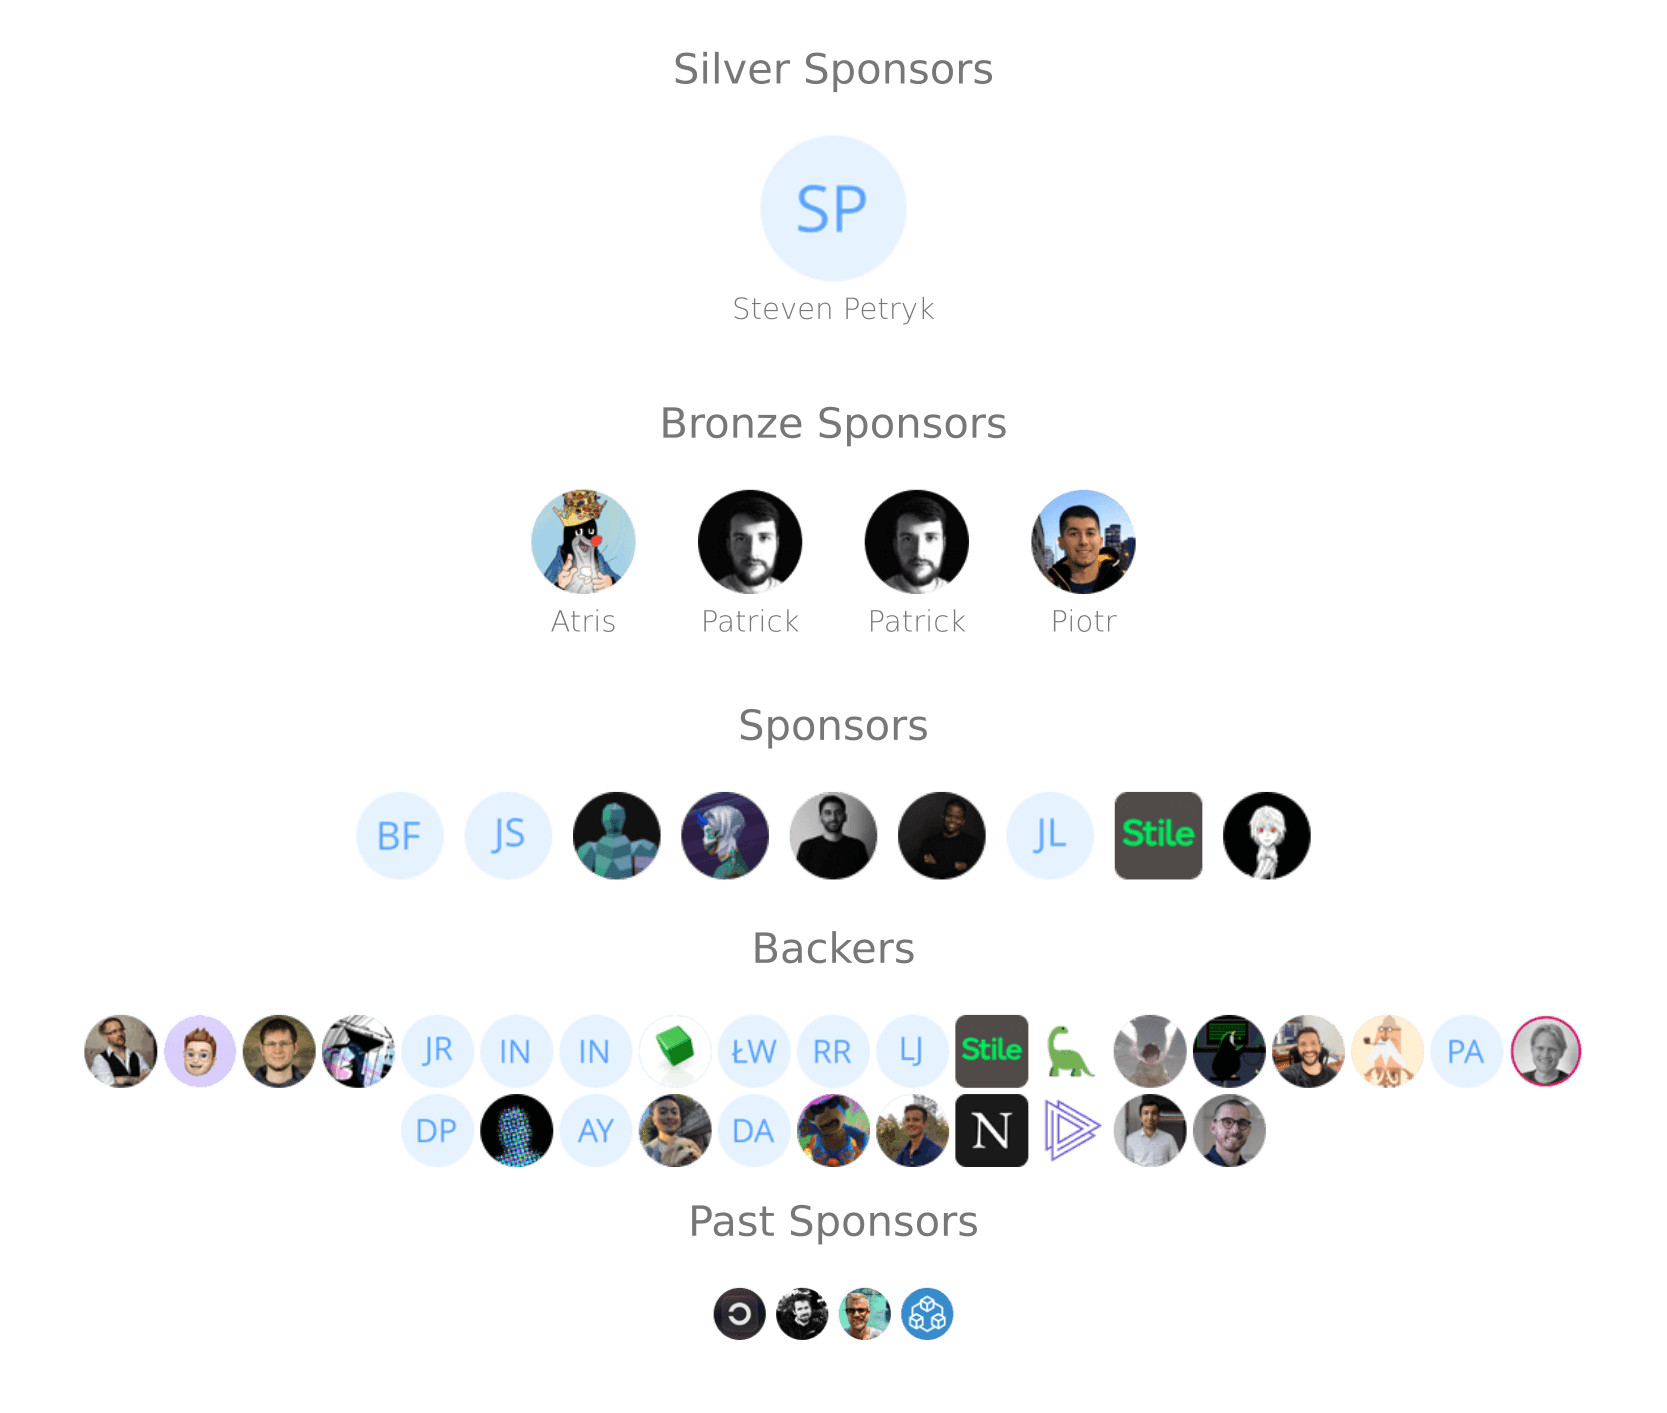 Silver Sponsors
SP
Steven Petryk
Bronze Sponsors
Atris Patrick Patrick Piotr
Sponsors
BF JS JL Stile
Backers
JR IN IN ŁW RR LJ Stile PA
DP AY DA N
Past Sponsors